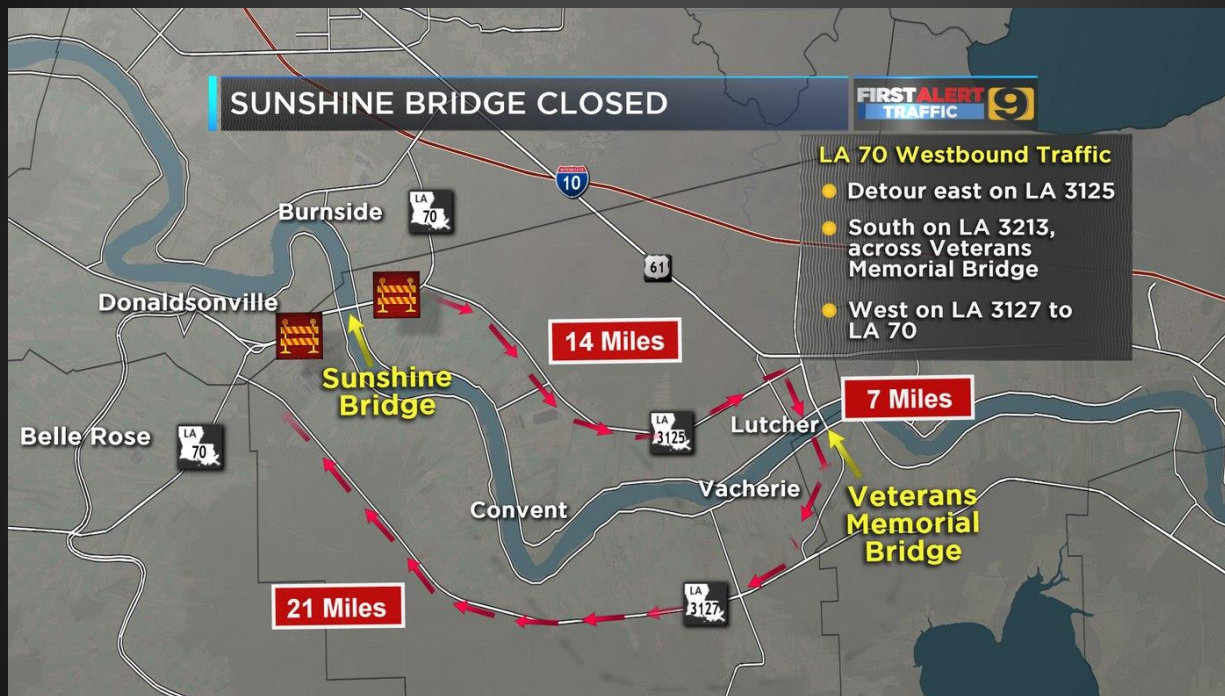 SUNSHINE BRIDGE CLOSED
FIRST ALERT
TRAFFIC
9
LA 70 Westbound Traffic
Detour east on LA 3125
South on LA 3213,
across Veterans
Memorial Bridge
West on LA 3127 to
LA 70
INTERSTATE
10
LA
70
Burnside
61
Donaldsonville
14 Miles
Sunshine
Bridge
7 Miles
Belle Rose
LA
70
LA
3125
Lutcher
Convent
Vacherie
Veterans
Memorial
Bridge
21 Miles
LA
3127